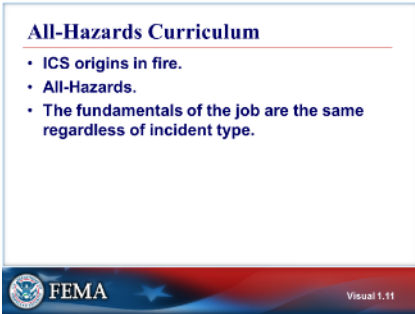 All-Hazards Curriculum
• ICS origins in fire.
• All-Hazards.
• The fundamentals of the job are the same
regardless of incident type.
FEMA
Visual 1.11